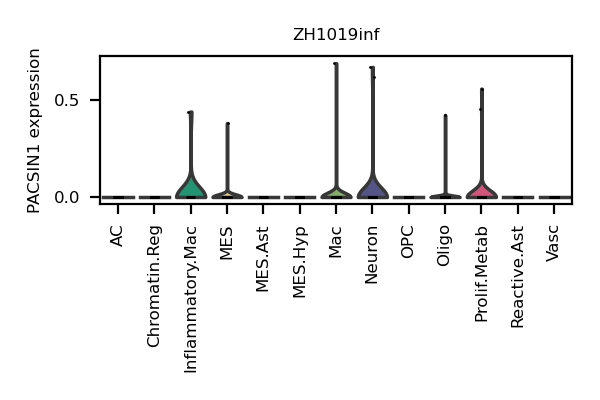 ZH1019inf
PACSIN1 expression
0.5
0.0
AC
Chromatin.Reg
Inflammatory.Mac
MES
MES.Ast
MES.Hyp
Mac
Neuron
OPC
Oligo
Prolif.Metab
Reactive.Ast
Vasc